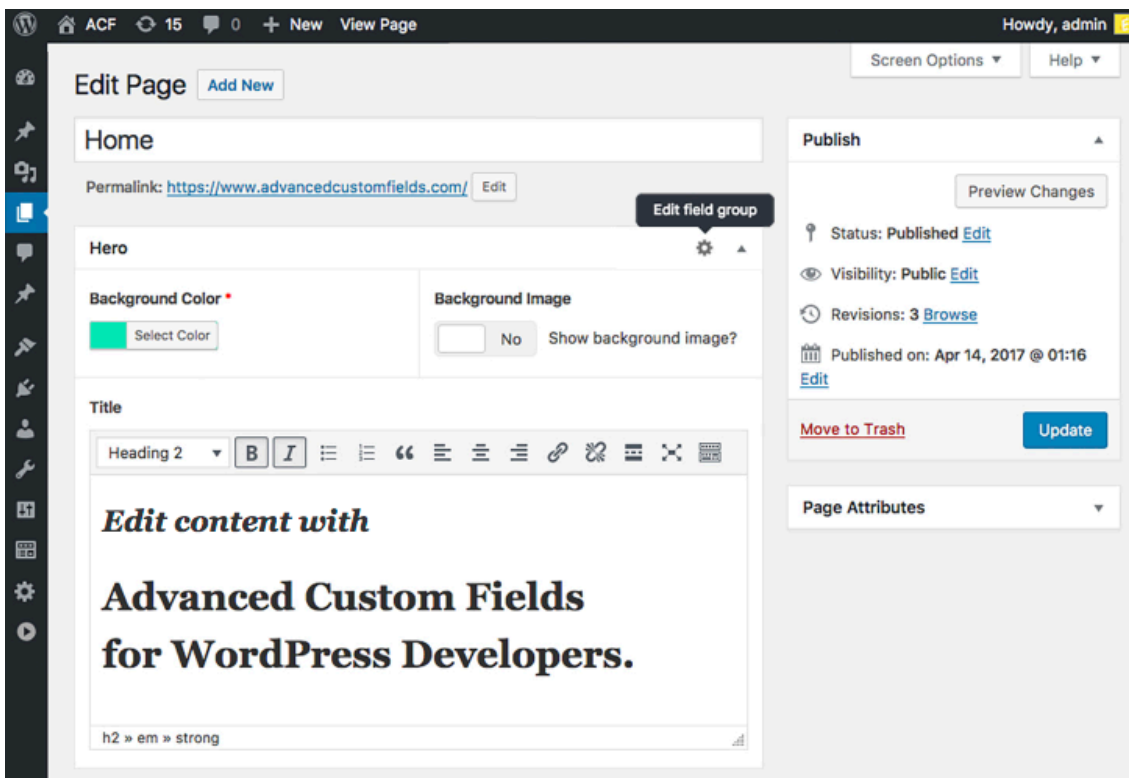 ACF 15 0 + New View Page Howdy, admin
Screen Options ▼ Help ▼
Edit Page Add New
Home
Permalink: https://www.advancedcustomfields.com/ Edit
Edit field group
Hero
Background Color *
Select Color
Background Image
No Show background image?
Title
Heading 2 B I
Edit content with
Advanced Custom Fields
for WordPress Developers.
h2 » em » strong
Publish
Preview Changes
Status: Published Edit
Visibility: Public Edit
Revisions: 3 Browse
Published on: Apr 14, 2017 @ 01:16
Edit
Move to Trash Update
Page Attributes